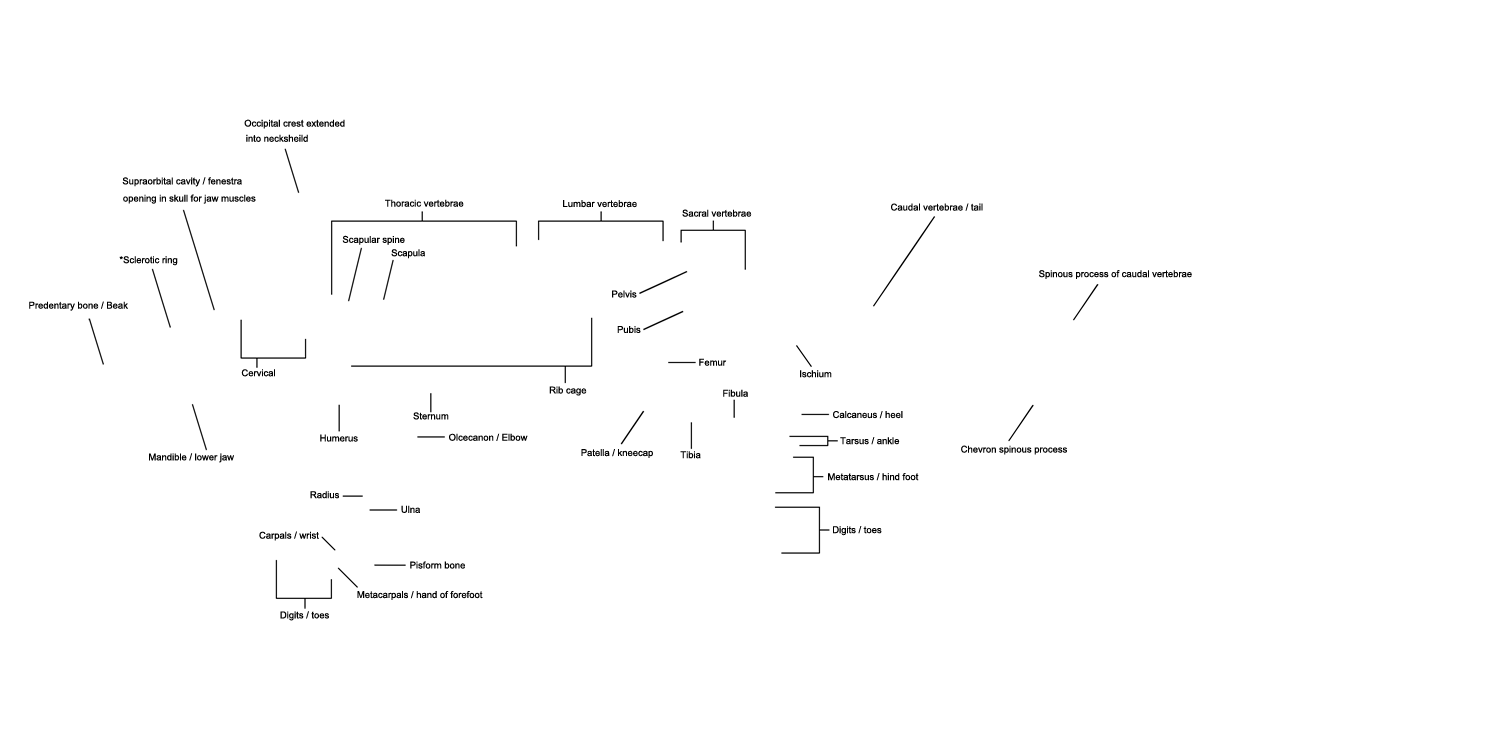 Occipital crest extended
into necksheild
Supraorbital cavity / fenestra
opening in skull for jaw muscles
Thoracic vertebrae
Lumbar vertebrae
Sacral vertebrae
Caudal vertebrae / tail
Scapular spine
Scapula
*Sclerotic ring
Spinous process of caudal vertebrae
Pelvis
Predentary bone / Beak
Pubis
Femur
Cervical
Ischium
Rib cage
Fibula
Sternum
Calcaneus / heel
Humerus
Olcecanon / Elbow
Tarsus / ankle
Mandible / lower jaw
Patella / kneecap
Tibia
Chevron spinous process
Metatarsus / hind foot
Radius
Ulna
Digits / toes
Carpals / wrist
Pisform bone
Metacarpals / hand of forefoot
Digits / toes